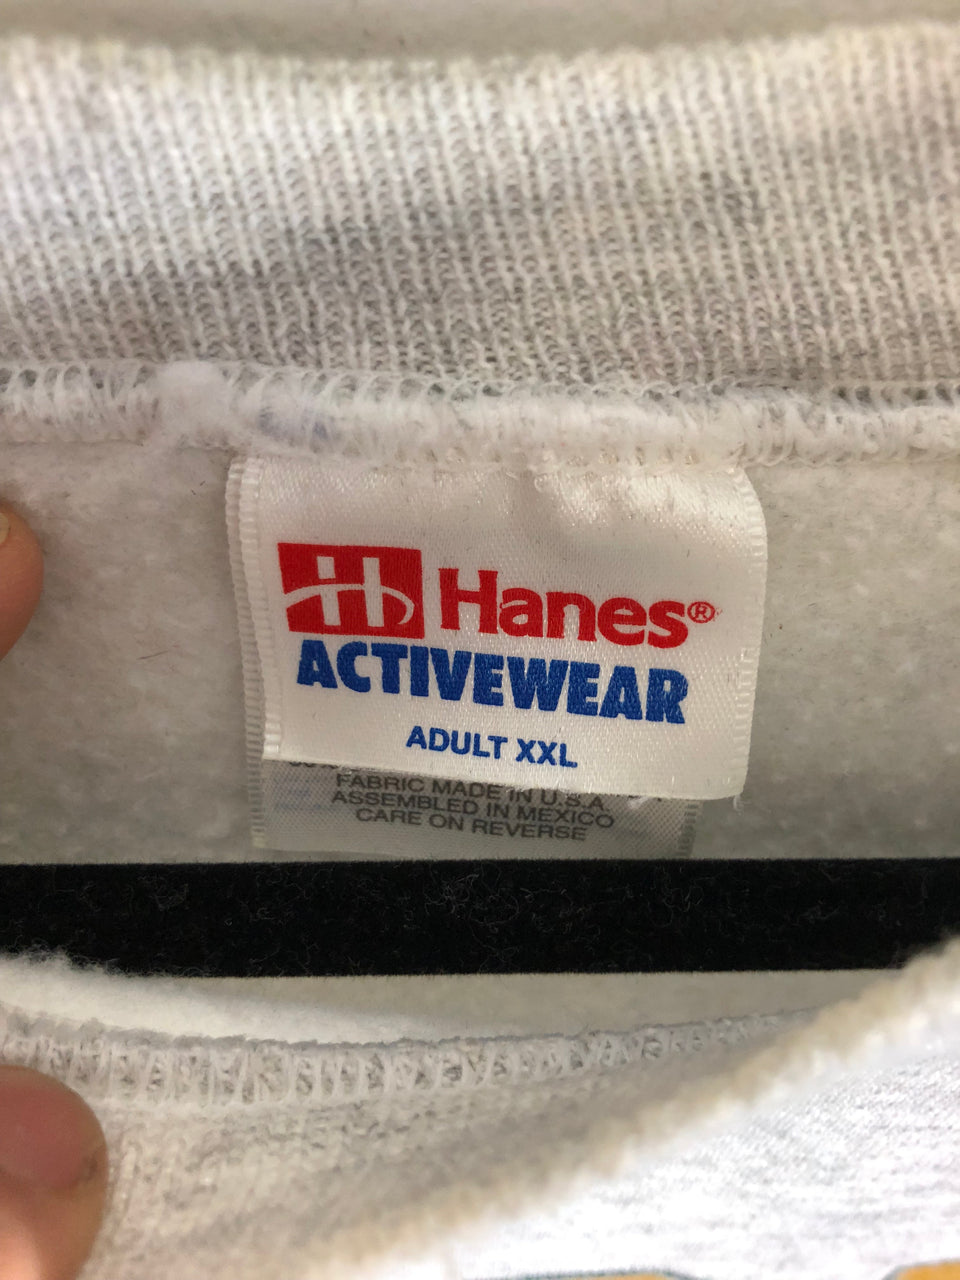 H Hanes®
ACTIVEWEAR
ADULT XXL
FABRIC MADE IN U.S.A.
ASSEMBLED IN MEXICO
CARE ON REVERSE